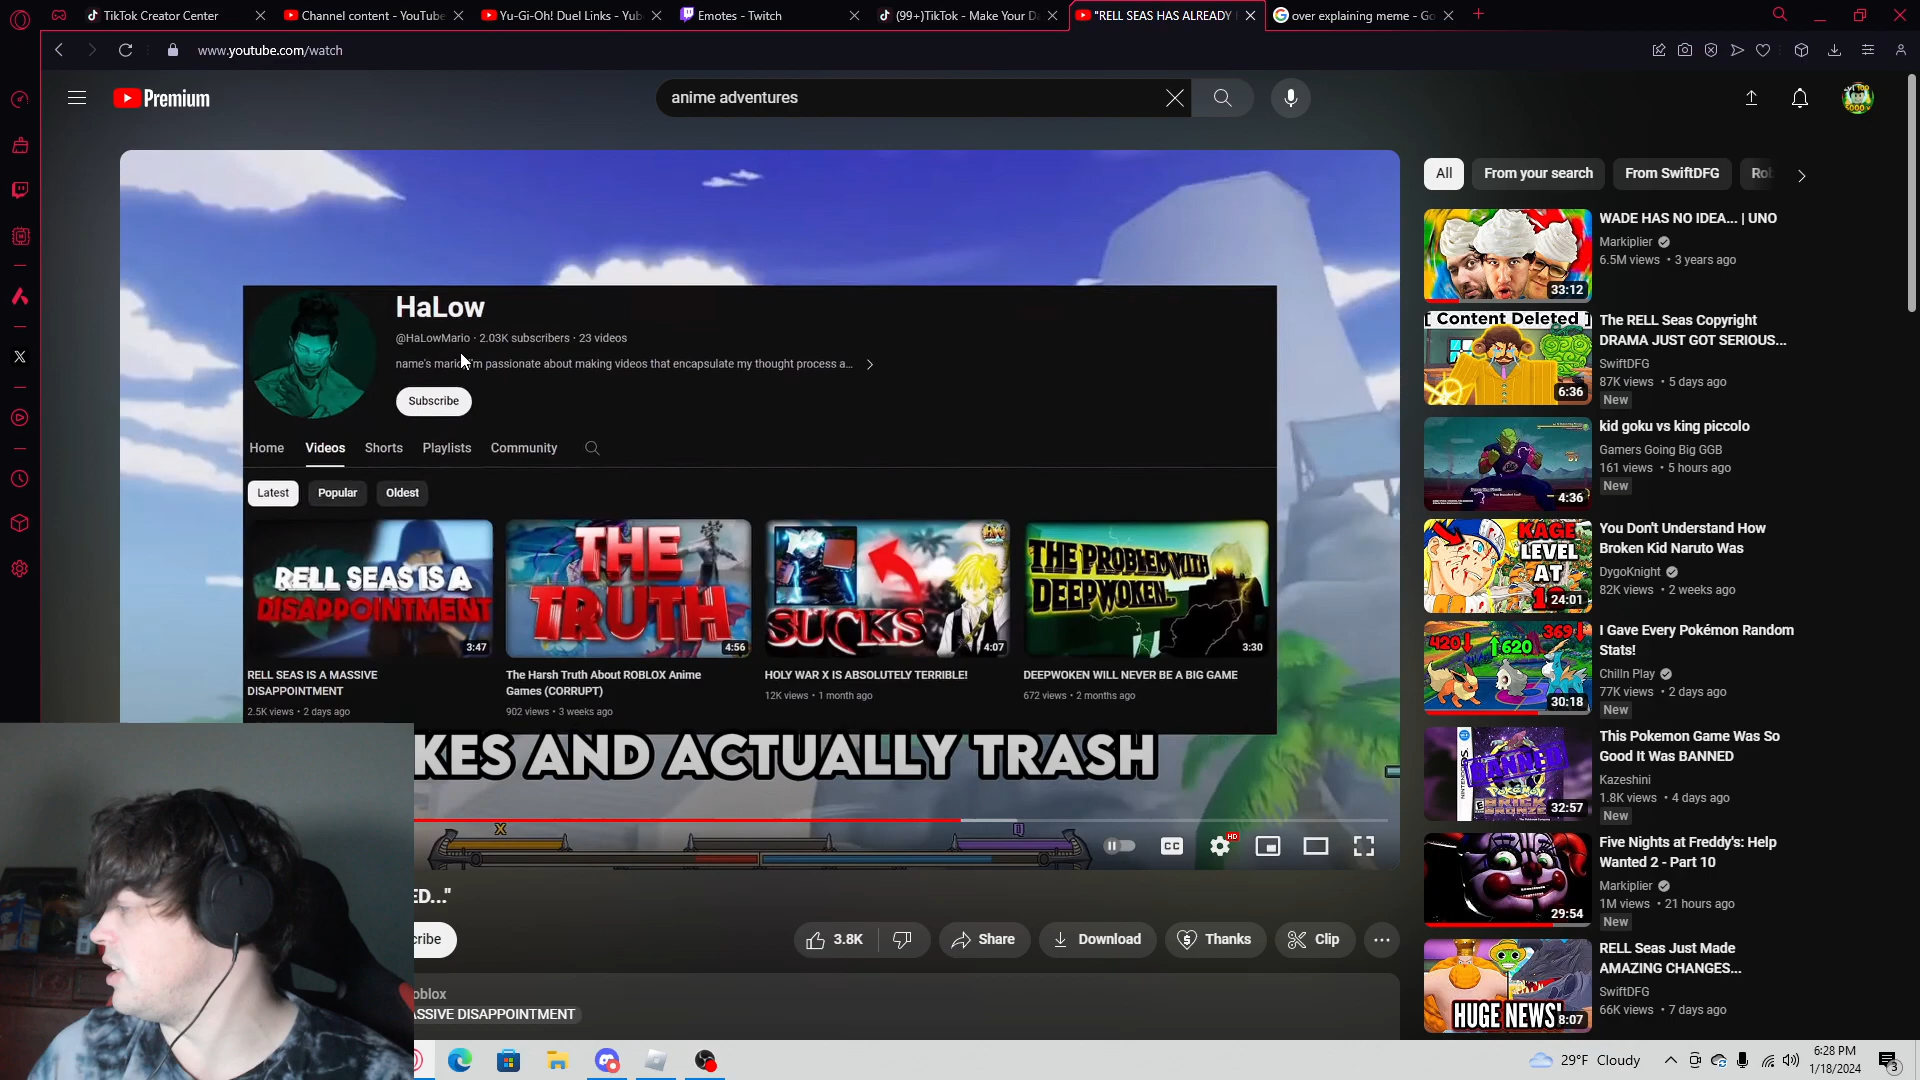 TikTok Creator Center
Channel content - YouTube
Yu-Gi-Oh! Duel Links - Yub
Emotes - Twitch
(99+)TikTok - Make Your Da
"RELL SEAS HAS ALREADY
over explaining meme - Go
www.youtube.com/watch
Premium
anime adventures
All
From your search
From SwiftDFG
Rob
HaLow
@HaLowMario · 2.03K subscribers · 23 videos
name's mario i'm passionate about making videos that encapsulate my thought process a...
Subscribe
Home
Videos
Shorts
Playlists
Community
Latest
Popular
Oldest
RELL SEAS IS A
DISAPPOINTMENT
3:47
THE
TRUTH
4:56
SUCKS
4:07
THE PROBLEM WITH
DEEPWOKEN..
3:30
RELL SEAS IS A MASSIVE
DISAPPOINTMENT
2.5K views · 2 days ago
The Harsh Truth About ROBLOX Anime
Games (CORRUPT)
902 views · 3 weeks ago
HOLY WAR X IS ABSOLUTELY TERRIBLE!
12K views · 1 month ago
DEEPWOKEN WILL NEVER BE A BIG GAME
672 views · 2 months ago
KES AND ACTUALLY TRASH
X
CC
HD
ED..."
cribe
3.8K
Share
Download
Thanks
Clip
oblox
ASSIVE DISAPPOINTMENT
33:12
WADE HAS NO IDEA... | UNO
Markiplier
6.5M views • 3 years ago
[ Content Deleted ]
6:36
The RELL Seas Copyright
DRAMA JUST GOT SERIOUS...
SwiftDFG
87K views • 5 days ago
New
4:36
kid goku vs king piccolo
Gamers Going Big GGB
161 views • 5 hours ago
New
KAGE
LEVEL
AT
24:01
You Don't Understand How
Broken Kid Naruto Was
DygoKnight
82K views • 2 weeks ago
420
620
369
30:18
I Gave Every Pokémon Random
Stats!
Chilln Play
77K views • 2 days ago
New
BANNED
BRICK
BRONZE
32:57
This Pokemon Game Was So
Good It Was BANNED
Kazeshini
1.8K views • 4 days ago
New
29:54
Five Nights at Freddy's: Help
Wanted 2 - Part 10
Markiplier
1M views • 21 hours ago
New
HUGE NEWS!
8:07
RELL Seas Just Made
AMAZING CHANGES...
SwiftDFG
66K views • 7 days ago
29°F Cloudy
6:28 PM
1/18/2024
3